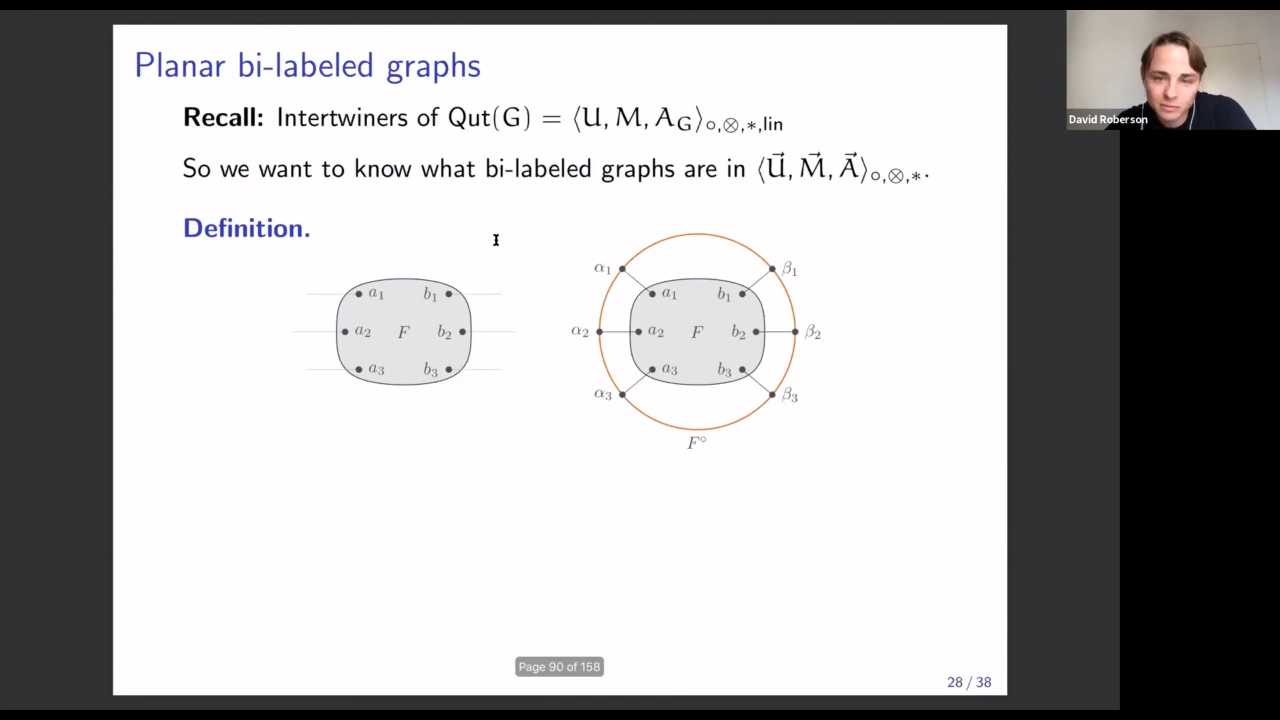 Planar bi-labeled graphs
Recall: Intertwiners of Qut(G) = ⟨U, M, A_G⟩_{∘,⊗,*,lin}
So we want to know what bi-labeled graphs are in ⟨U⃗, M⃗, A⃗⟩_{∘,⊗,*}.
Definition.
a₁ b₁
a₂ F b₂
a₃ b₃
α₁ β₁
a₁ b₁
α₂ a₂ F b₂ β₂
a₃ b₃
α₃ β₃
F°
Page 90 of 158
28 / 38
David Roberson